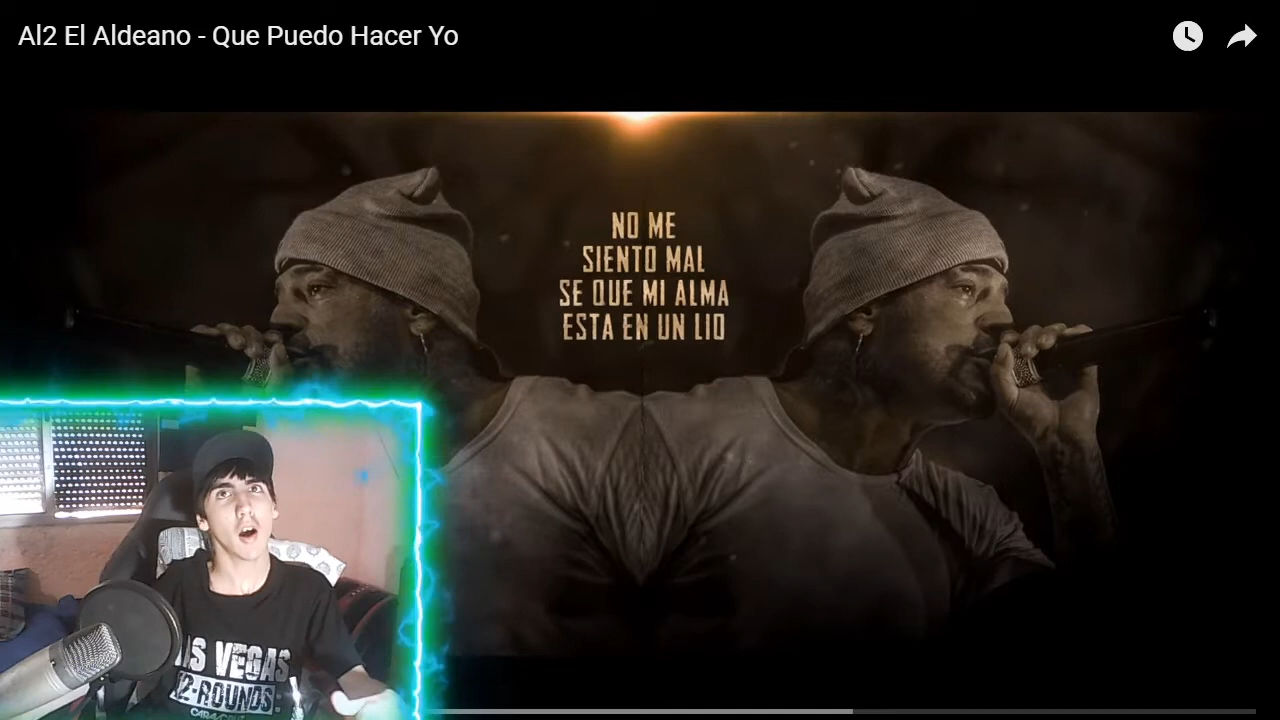 Al2 El Aldeano - Que Puedo Hacer Yo
NO ME
SIENTO MAL
SE QUE MI ALMA
ESTA EN UN LIO
VEGAS
12-ROUNDS: